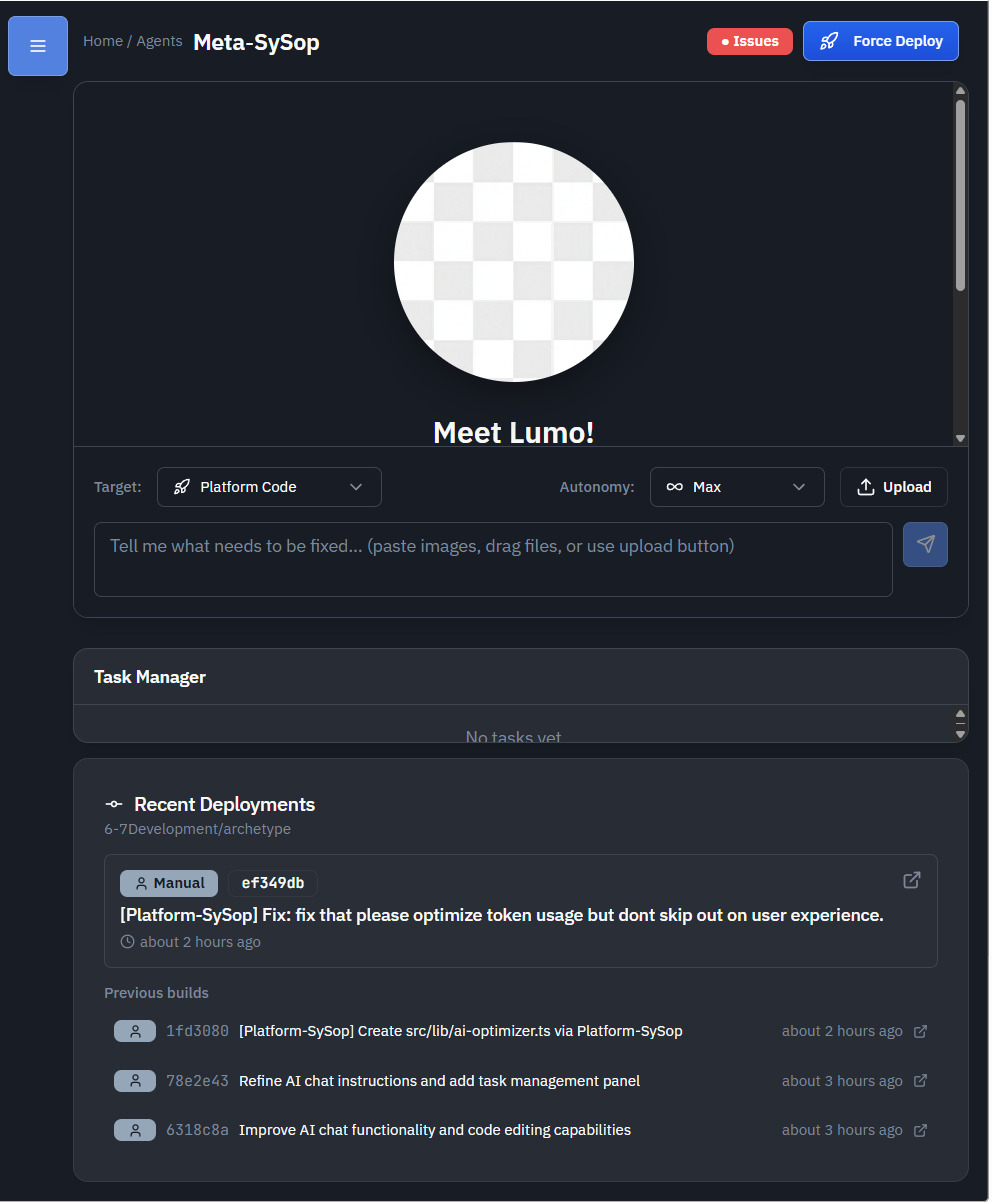 Home / Agents Meta-SySop
Issues
Force Deploy
Meet Lumo!
Target:
Platform Code
Autonomy:
Max
Upload
Tell me what needs to be fixed... (paste images, drag files, or use upload button)
Task Manager
No tasks yet
Recent Deployments
6-7Development/archetype
Manual
ef349db
[Platform-SySop] Fix: fix that please optimize token usage but dont skip out on user experience.
about 2 hours ago
Previous builds
1fd3080 [Platform-SySop] Create src/lib/ai-optimizer.ts via Platform-SySop about 2 hours ago
78e2e43 Refine AI chat instructions and add task management panel about 3 hours ago
6318c8a Improve AI chat functionality and code editing capabilities about 3 hours ago